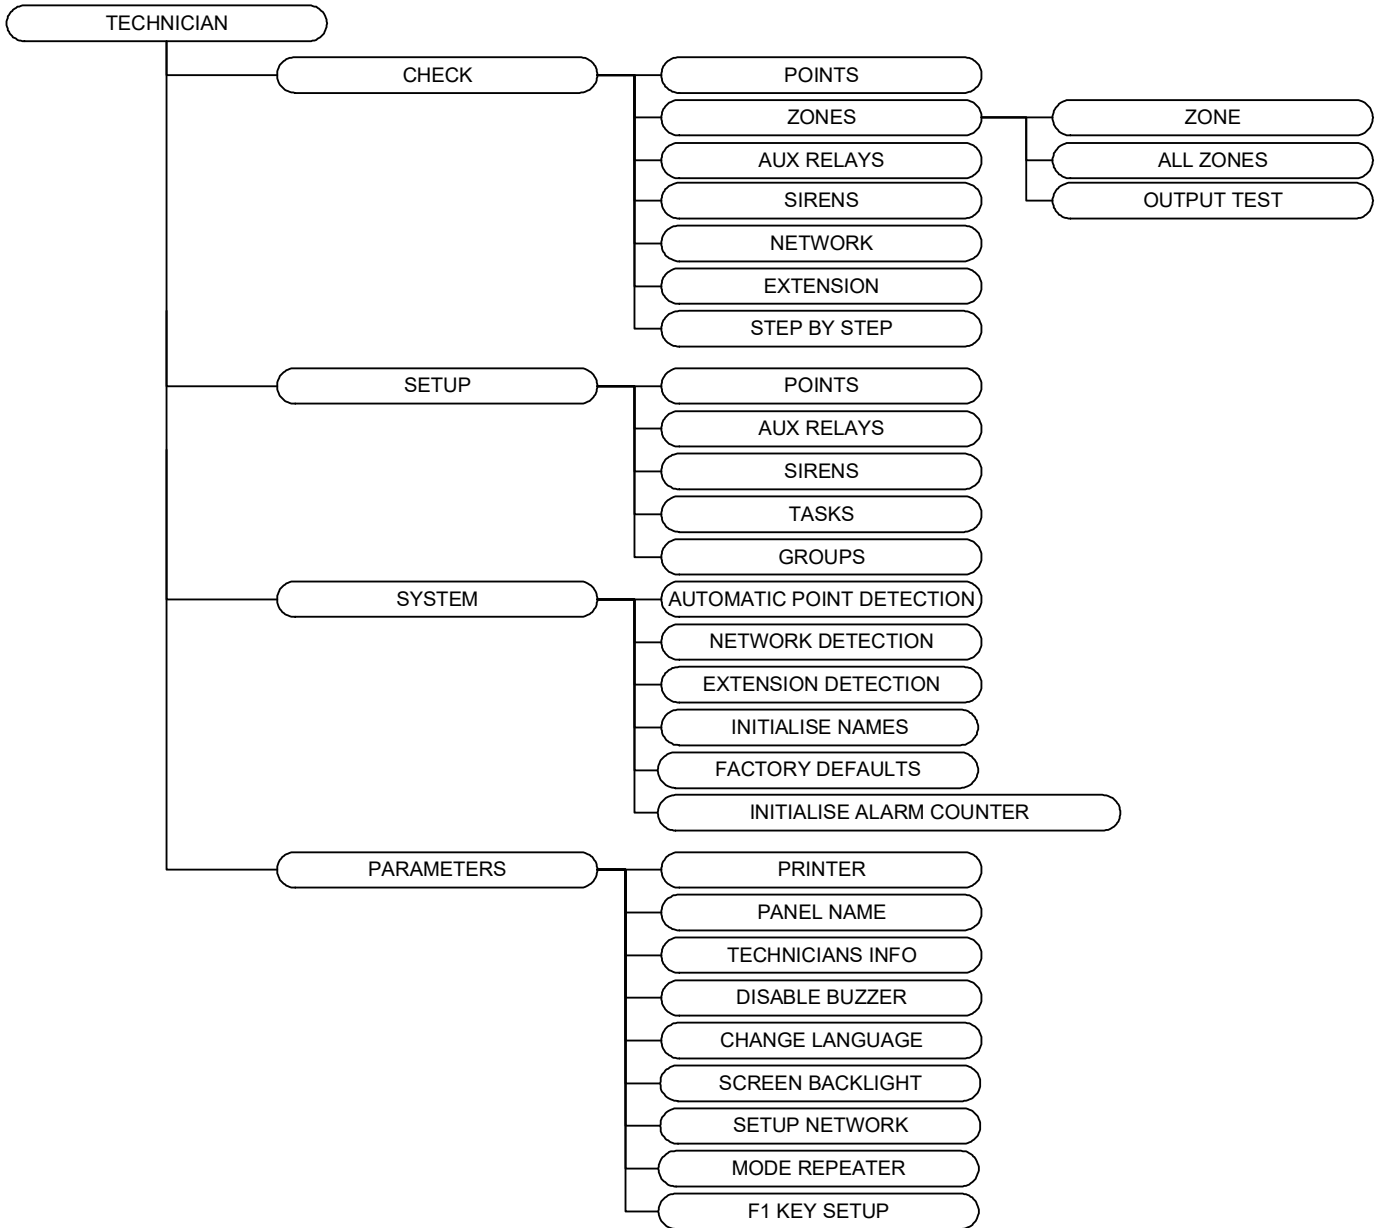 TECHNICIAN
CHECK
POINTS
ZONES
ZONE
AUX RELAYS
ALL ZONES
SIRENS
OUTPUT TEST
NETWORK
EXTENSION
STEP BY STEP
SETUP
POINTS
AUX RELAYS
SIRENS
TASKS
GROUPS
SYSTEM
AUTOMATIC POINT DETECTION
NETWORK DETECTION
EXTENSION DETECTION
INITIALISE NAMES
FACTORY DEFAULTS
INITIALISE ALARM COUNTER
PARAMETERS
PRINTER
PANEL NAME
TECHNICIANS INFO
DISABLE BUZZER
CHANGE LANGUAGE
SCREEN BACKLIGHT
SETUP NETWORK
MODE REPEATER
F1 KEY SETUP